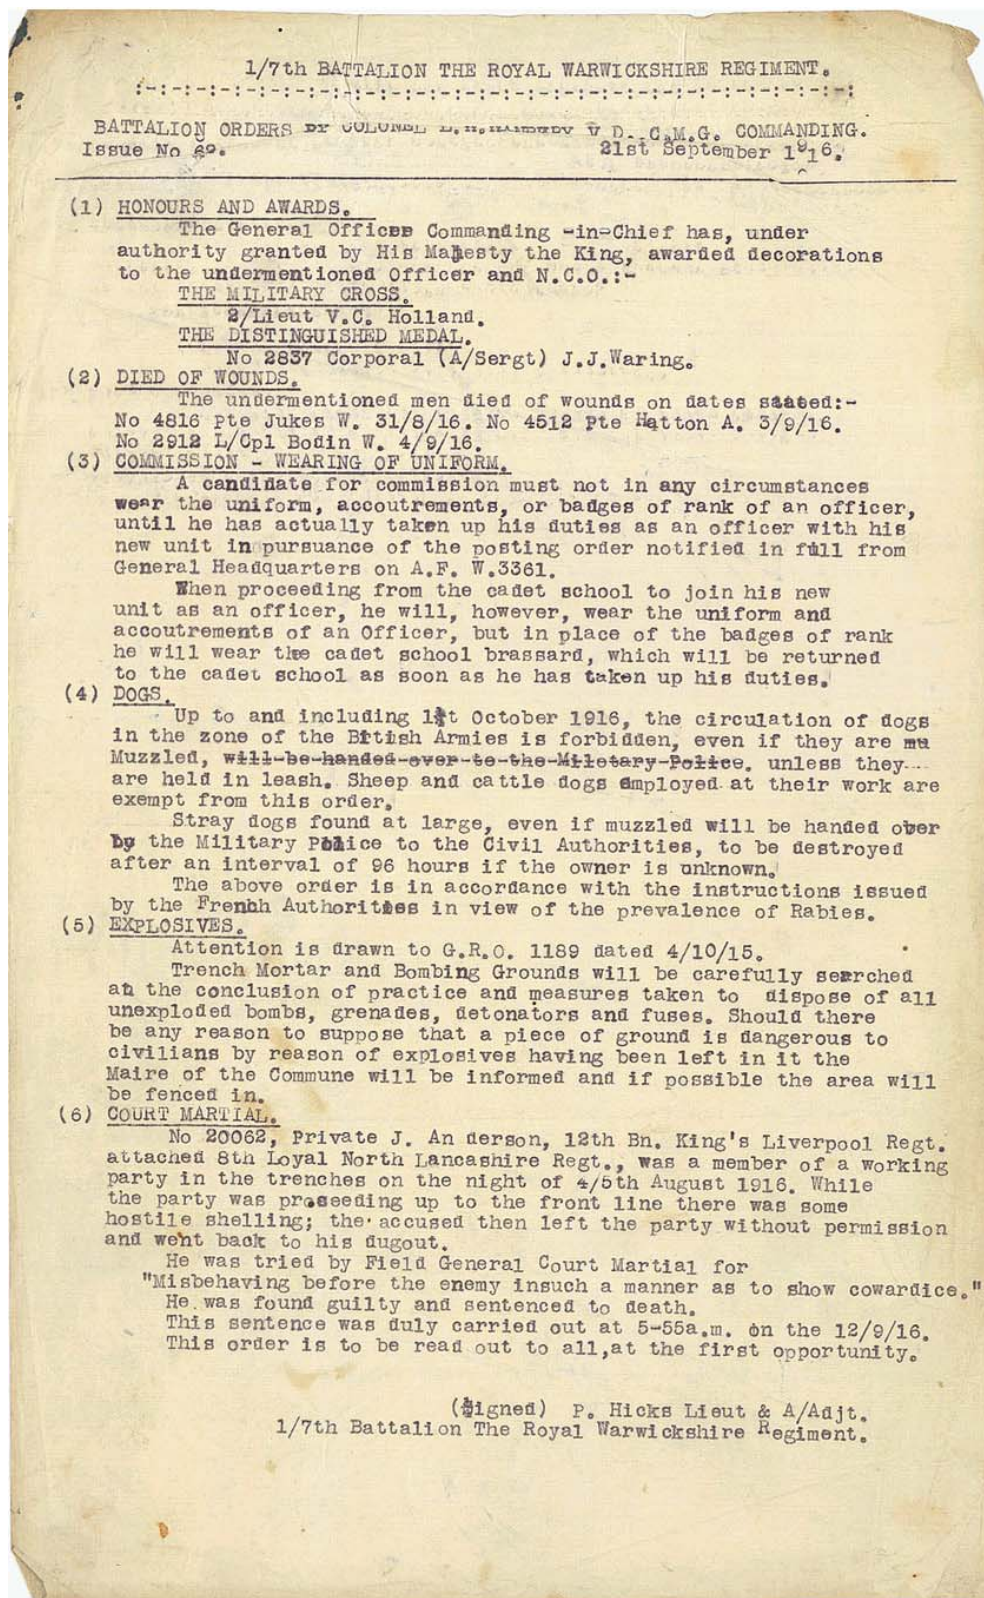 1/7th BATTALION THE ROYAL WARWICKSHIRE REGIMENT.
:-:-:-:-:-:-:-:-:-:-:-:-:-:-:-:-:-:-:-:-:-:-:-:-:-:-:-:-:-:
BATTALION ORDERS BY COLONEL V D. C.M.G. COMMANDING.
Issue No 21st September 1916.
(1) HONOURS AND AWARDS.
The General Officer Commanding -in-Chief has, under
authority granted by His Majesty the King, awarded decorations
to the undermentioned Officer and N.C.O.:-
THE MILITARY CROSS.
2/Lieut V.C. Holland.
THE DISTINGUISHED MEDAL.
No 2837 Corporal (A/Sergt) J.J.Waring.
(2) DIED OF WOUNDS.
The undermentioned men died of wounds on dates stated:-
No 4816 Pte Jukes W. 31/8/16. No 4512 Pte Hatton A. 3/9/16.
No 2912 L/Cpl Bodin W. 4/9/16.
(3) COMMISSION - WEARING OF UNIFORM.
A candidate for commission must not in any circumstances
wear the uniform, accoutrements, or badges of rank of an officer,
until he has actually taken up his duties as an officer with his
new unit in pursuance of the posting order notified in full from
General Headquarters on A.F. W.3361.
When proceeding from the cadet school to join his new
unit as an officer, he will, however, wear the uniform and
accoutrements of an Officer, but in place of the badges of rank
he will wear the cadet school brassard, which will be returned
to the cadet school as soon as he has taken up his duties.
(4) DOGS.
Up to and including 1st October 1916, the circulation of dogs
in the zone of the British Armies is forbidden, even if they are mu
Muzzled, will-be-handed-over-to-the-Miletary-Police. unless they
are held in leash. Sheep and cattle dogs employed at their work are
exempt from this order.
Stray dogs found at large, even if muzzled will be handed over
by the Military Police to the Civil Authorities, to be destroyed
after an interval of 96 hours if the owner is unknown.
The above order is in accordance with the instructions issued
by the French Authorities in view of the prevalence of Rabies.
(5) EXPLOSIVES.
Attention is drawn to G.R.O. 1189 dated 4/10/15.
Trench Mortar and Bombing Grounds will be carefully searched
at the conclusion of practice and measures taken to dispose of all
unexploded bombs, grenades, detonators and fuses. Should there
be any reason to suppose that a piece of ground is dangerous to
civilians by reason of explosives having been left in it the
Maire of the Commune will be informed and if possible the area will
be fenced in.
(6) COURT MARTIAL.
No 20062, Private J. An derson, 12th Bn. King's Liverpool Regt.
attached 8th Loyal North Lancashire Regt., was a member of a working
party in the trenches on the night of 4/5th August 1916. While
the party was proseeding up to the front line there was some
hostile shelling; the accused then left the party without permission
and went back to his dugout.
He was tried by Field General Court Martial for
"Misbehaving before the enemy insuch a manner as to show cowardice."
He was found guilty and sentenced to death.
This sentence was duly carried out at 5-55a.m. on the 12/9/16.
This order is to be read out to all,at the first opportunity.
(Signed) P. Hicks Lieut & A/Adjt.
1/7th Battalion The Royal Warwickshire Regiment.